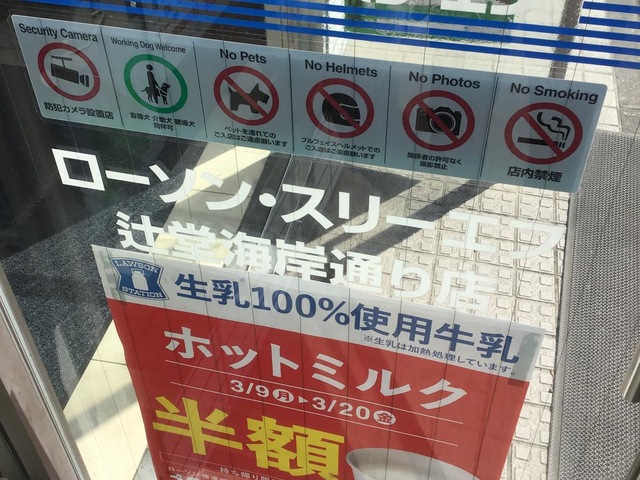 Security Camera
防犯カメラ設置店
Working Dog Welcome
盲導犬 介助犬 聴導犬
同伴可
No Pets
ペットを連れての
ご入店はご遠慮願います
No Helmets
フルフェイスヘルメットでの
ご入店はご遠慮願います
No Photos
関係者の許可なく
撮影禁止
No Smoking
店内禁煙
ローソン・スリーエフ
辻堂海岸通り店
LAWSON
STATION
生乳100%使用牛乳
※生乳は加熱処理しています。
ホットミルク
3/9月▶3/20金
半額